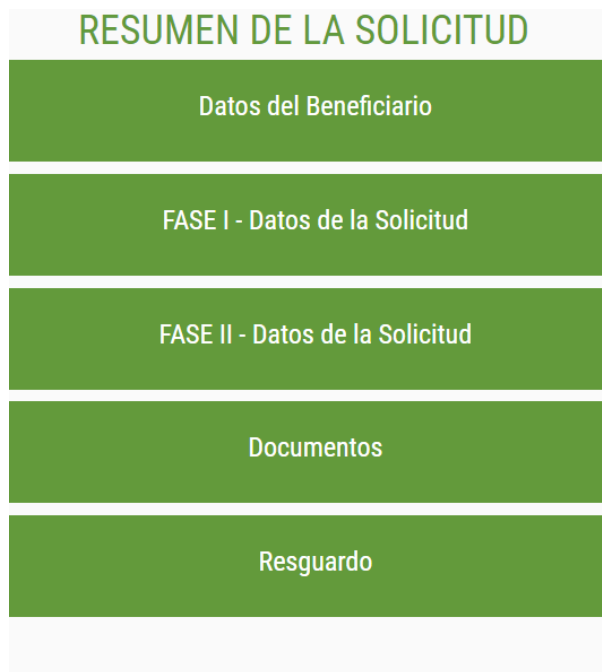 RESUMEN DE LA SOLICITUD
Datos del Beneficiario
FASE I - Datos de la Solicitud
FASE II - Datos de la Solicitud
Documentos
Resguardo